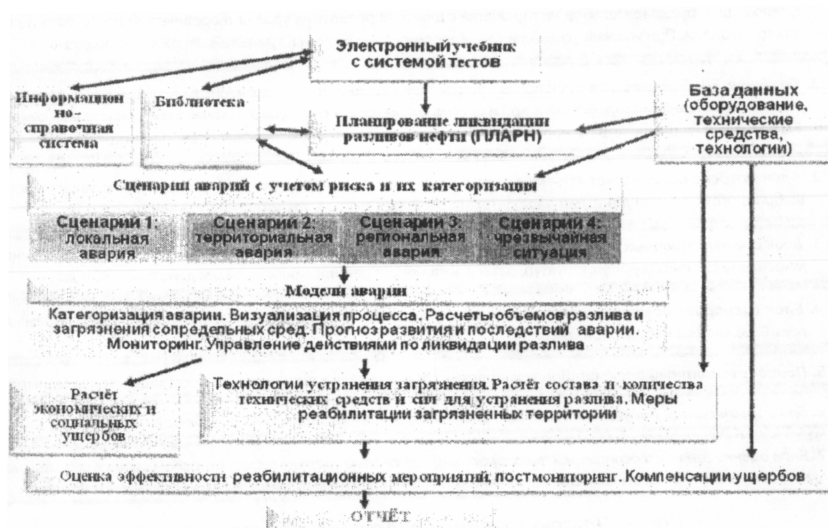 Электронный учебник
с системой тестов
Информацион
но-
справочная
система
Библиотека
Планирование ликвидации
разливов нефти (ПЛАРН)
База данных
(оборудование,
технические
средства,
технологии)
Сценарии аварий с учетом риска и их категоризации
Сценарий 1:
локальная
авария
Сценарий 2:
территориальная
авария
Сценарий 3:
региональная
авария
Сценарий 4:
чрезвычайная
ситуация
Модели аварии
Категоризация аварии. Визуализация процесса. Расчеты объемов разлива и
загрязнения сопредельных сред. Прогноз развития и последствий аварии.
Мониторинг. Управление действиями по ликвидации разлива
Расчёт
экономических и
социальных
ущербов
Технологии устранения загрязнения. Расчёт состава и количества
технических средств и сил для устранения разлива. Меры
реабилитации загрязненных территории
Оценка эффективности реабилитационных мероприятий, постмониторинг. Компенсации ущербов
ОТЧЁТ